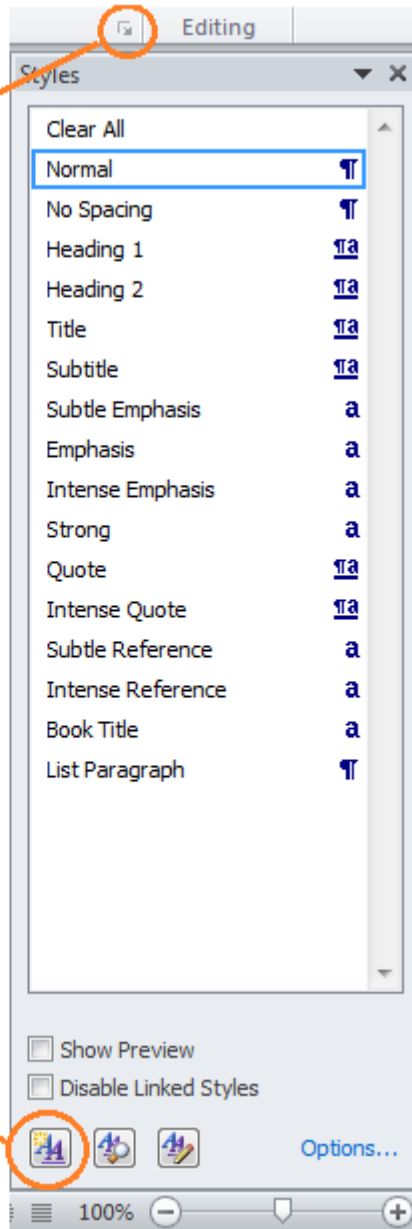 Editing
Styles
Clear All
Normal ¶
No Spacing ¶
Heading 1 ¶a
Heading 2 ¶a
Title ¶a
Subtitle ¶a
Subtle Emphasis a
Emphasis a
Intense Emphasis a
Strong a
Quote ¶a
Intense Quote ¶a
Subtle Reference a
Intense Reference a
Book Title a
List Paragraph ¶
Show Preview
Disable Linked Styles
Options...
100%